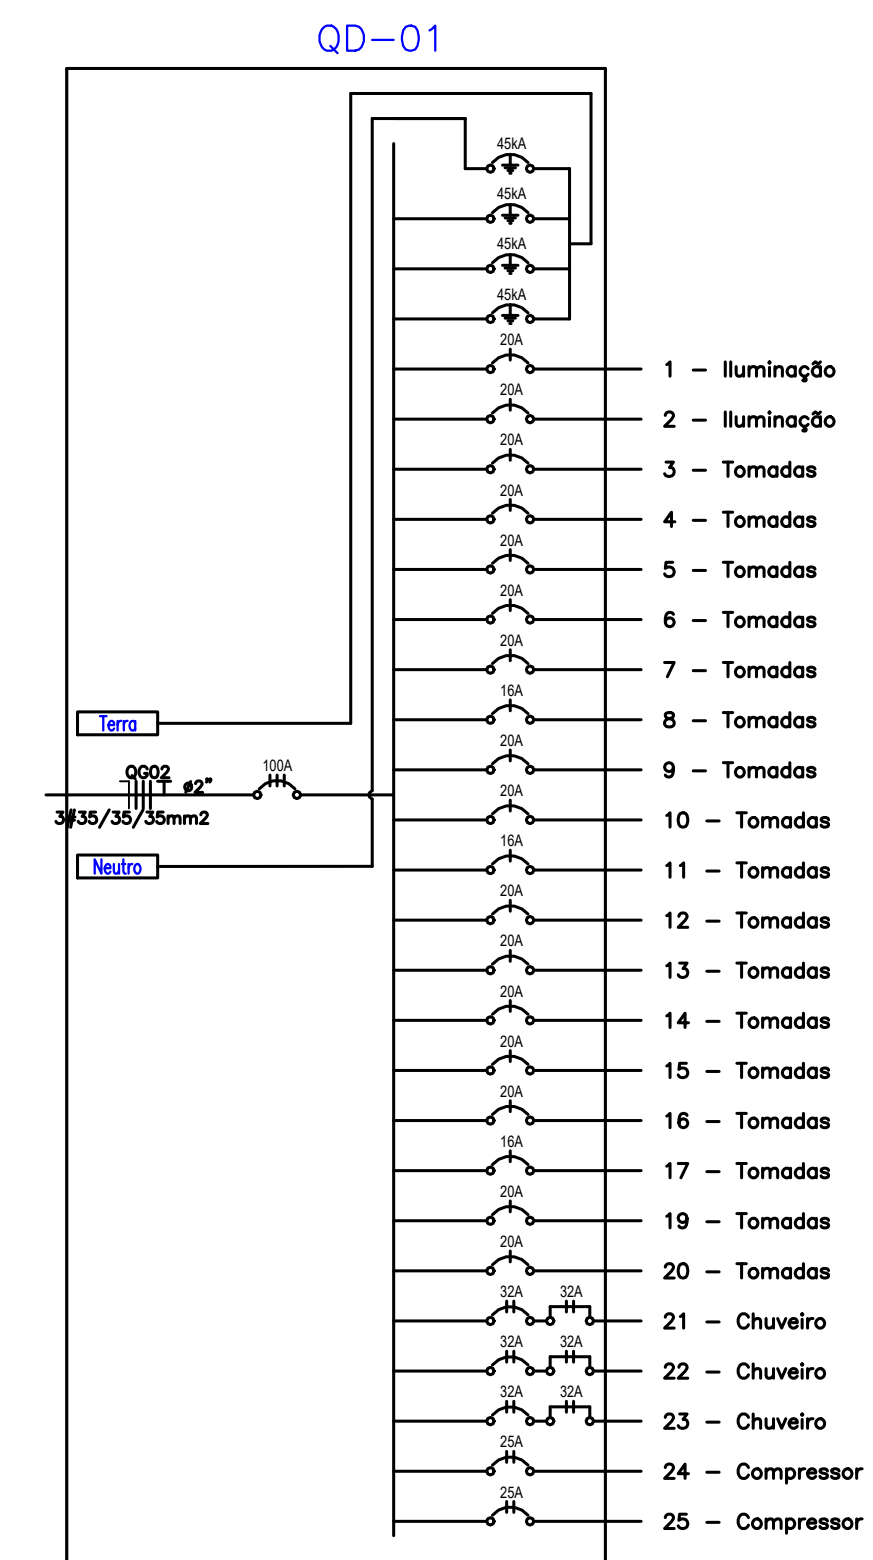 QD-01
45kA
45kA
45kA
45kA
20A
1 - Iluminação
20A
2 - Iluminação
20A
3 - Tomadas
20A
4 - Tomadas
20A
5 - Tomadas
20A
6 - Tomadas
20A
7 - Tomadas
16A
8 - Tomadas
Terra
20A
9 - Tomadas
QG02
ø2"
100A
3#35/35/35mm2
20A
10 - Tomadas
16A
11 - Tomadas
Neutro
20A
12 - Tomadas
20A
13 - Tomadas
20A
14 - Tomadas
20A
15 - Tomadas
20A
16 - Tomadas
16A
17 - Tomadas
20A
19 - Tomadas
20A
20 - Tomadas
32A 32A
21 - Chuveiro
32A 32A
22 - Chuveiro
32A 32A
23 - Chuveiro
25A
24 - Compressor
25A
25 - Compressor